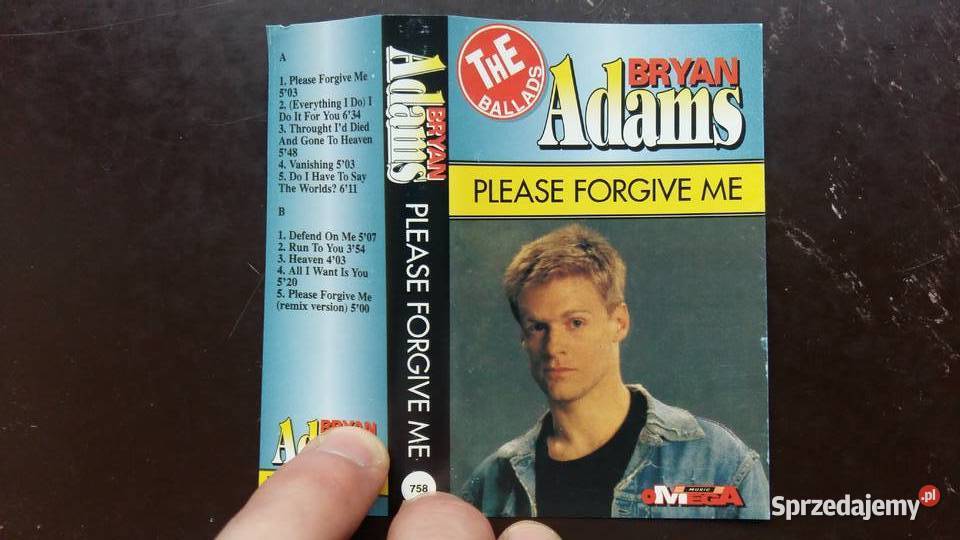 A
1. Please Forgive Me
5'03
2. (Everything I Do) I
Do It For You 6'34
3. Throught I'd Died
And Gone To Heaven
5'48
4. Vanishing 5'03
5. Do I Have To Say
The Worlds? 6'11
B
1. Defend On Me 5'07
2. Run To You 3'54
3. Heaven 4'03
4. All I Want Is You
5'20
5. Please Forgive Me
(remix version) 5'00
BRYAN
Ad
BRYAN
Adams
PLEASE FORGIVE ME
758
THE
BALLADS
BRYAN
Adams
PLEASE FORGIVE ME
MUSIC
OMEGA
Sprzedajemy.pl